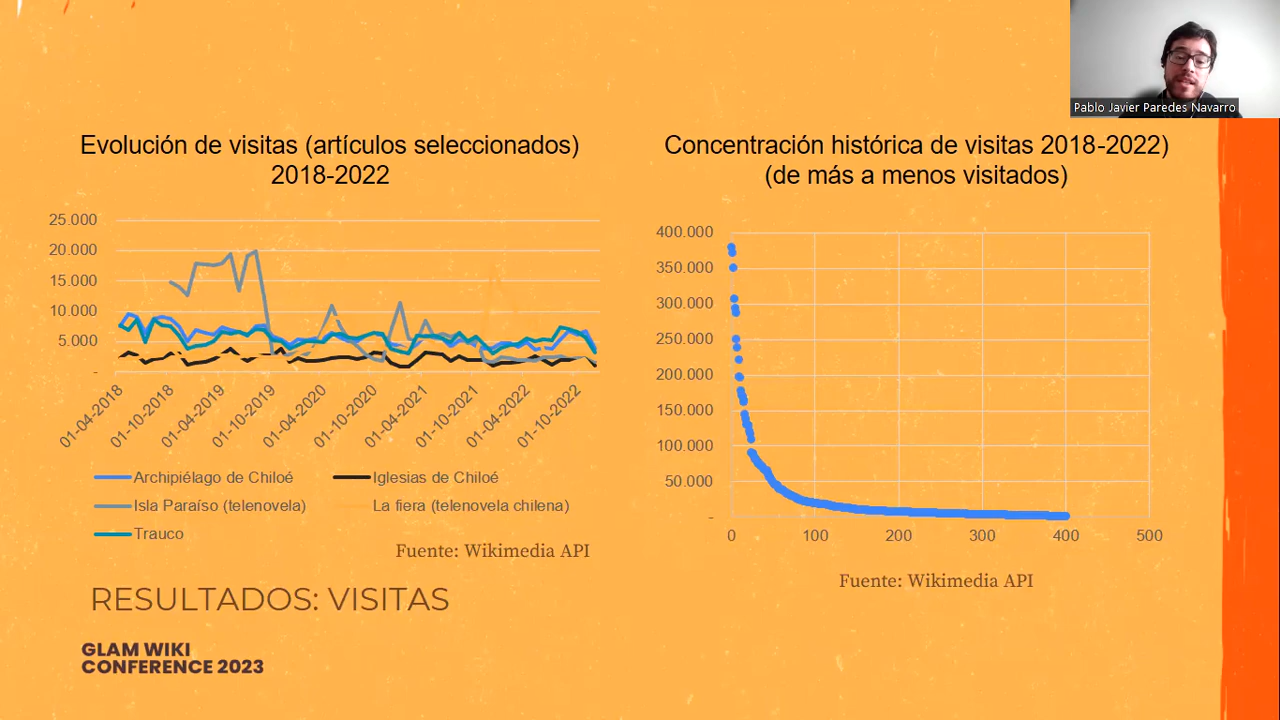 Pablo Javier Paredes Navarro
Evolución de visitas (artículos seleccionados)
2018-2022
25.000
20.000
15.000
10.000
5.000
-
01-04-2018
01-10-2018
01-04-2019
01-10-2019
01-04-2020
01-10-2020
01-04-2021
01-10-2021
01-04-2022
01-10-2022
Archipiélago de Chiloé
Iglesias de Chiloé
Isla Paraíso (telenovela)
La fiera (telenovela chilena)
Trauco
Fuente: Wikimedia API
Concentración histórica de visitas 2018-2022)
(de más a menos visitados)
400.000
350.000
300.000
250.000
200.000
150.000
100.000
50.000
-
0
100
200
300
400
500
Fuente: Wikimedia API
RESULTADOS: VISITAS
GLAM WIKI
CONFERENCE 2023